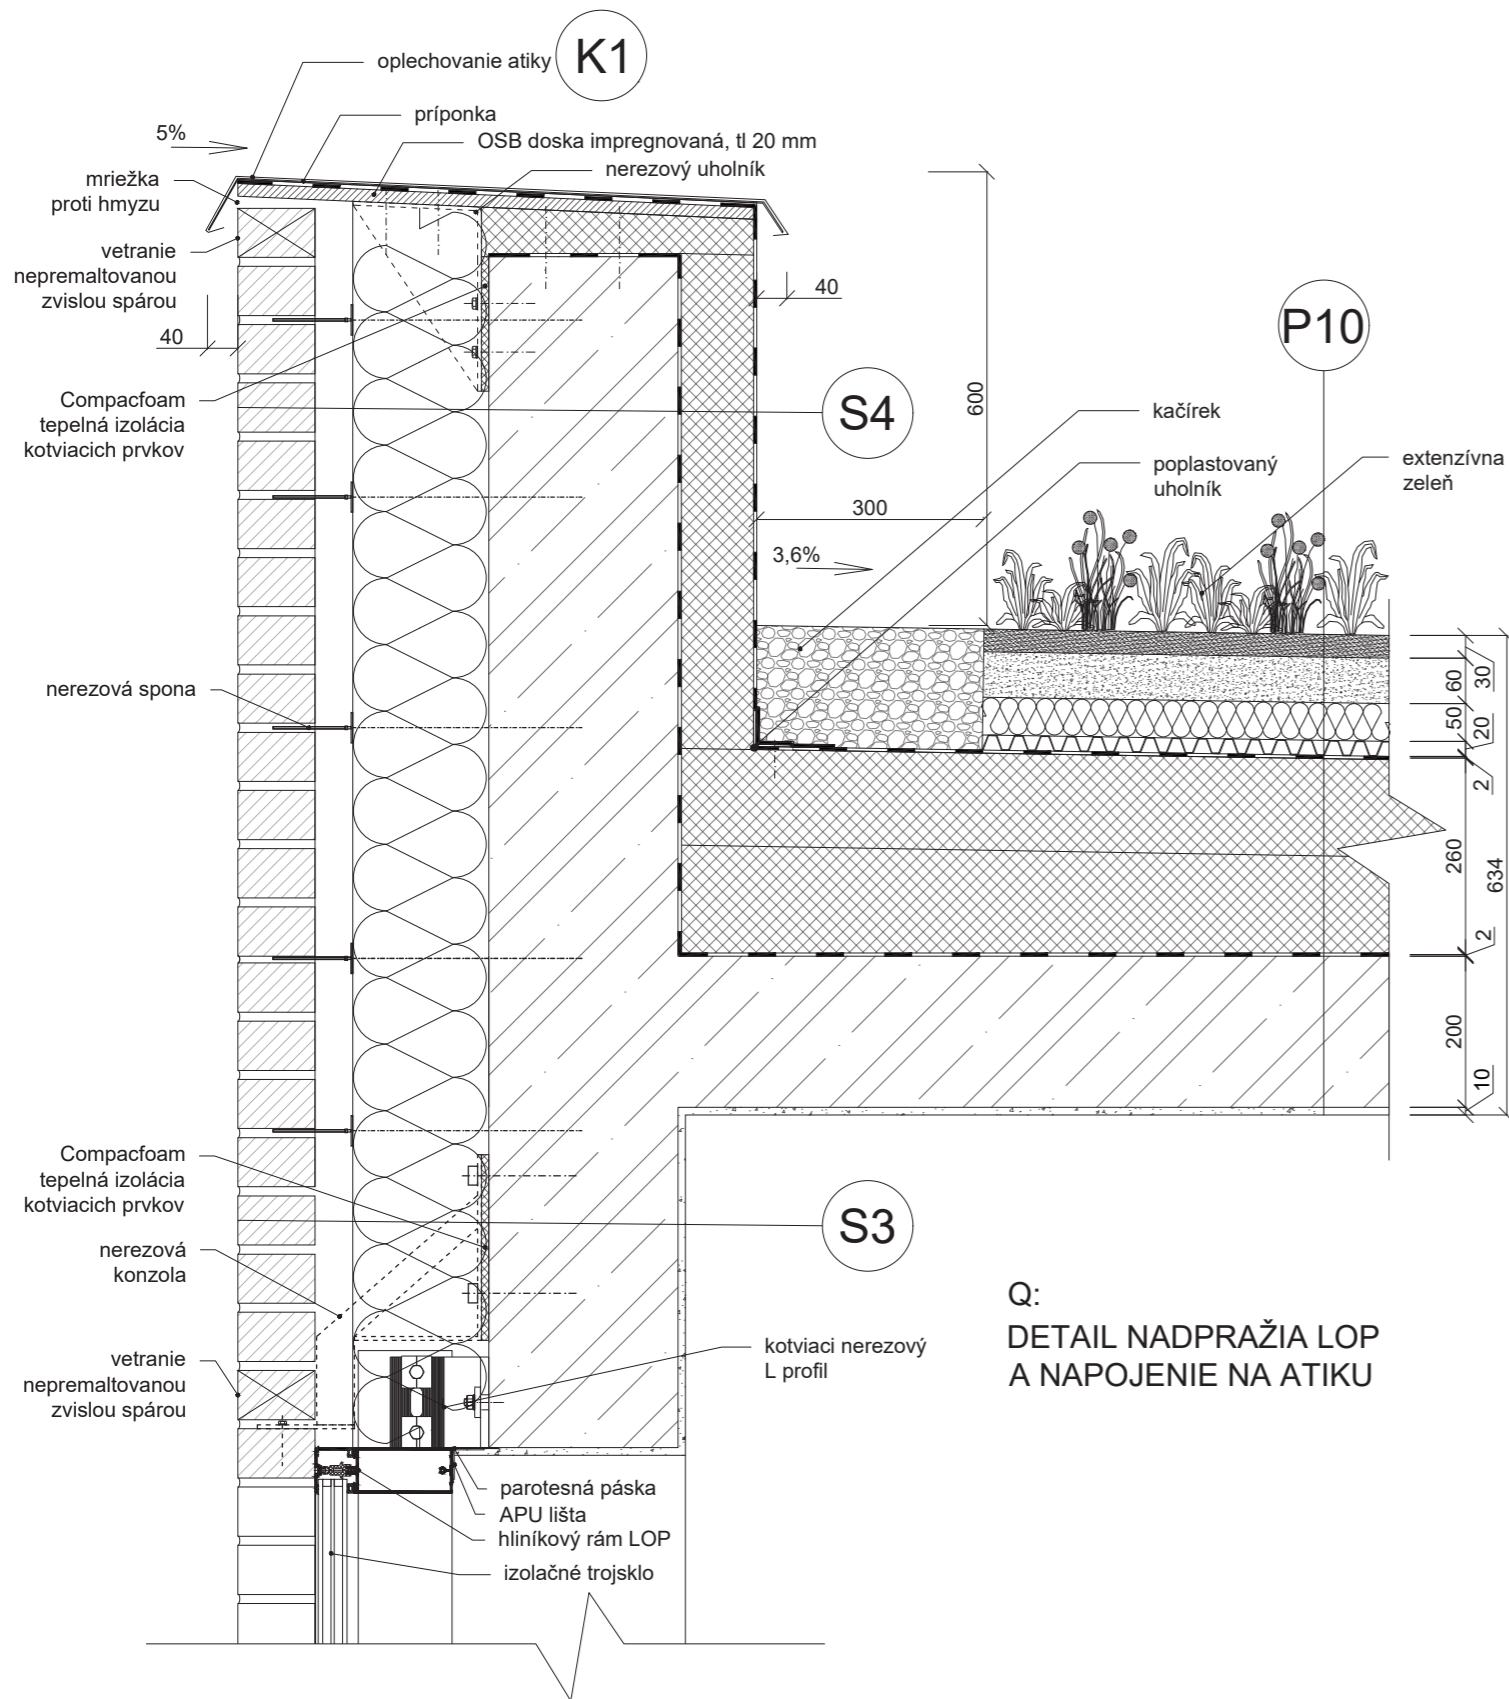 oplechovanie atiky
K1
príponka
5%
OSB doska impregnovaná, tl 20 mm
nerezový uholník
mriežka
proti hmyzu
vetranie
nepremaltovanou
zvislou spárou
40
40
P10
Compacfoam
tepelná izolácia
kotviacich prvkov
S4
600
kačírek
poplastovaný
uholník
extenzívna
zeleň
300
3,6%
nerezová spona
60
30
50
20
2
260
634
2
200
10
Compacfoam
tepelná izolácia
kotviacich prvkov
S3
nerezová
konzola
Q:
DETAIL NADPRAŽIA LOP
A NAPOJENIE NA ATIKU
kotviaci nerezový
L profil
vetranie
nepremaltovanou
zvislou spárou
parotesná páska
APU lišta
hliníkový rám LOP
izolačné trojsklo